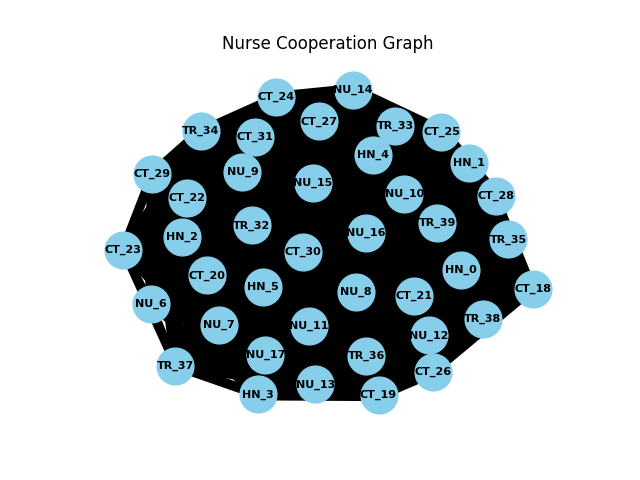 Nurse Cooperation Graph
NU_14
CT_24
CT_27
TR_33
TR_34
CT_25
CT_31
HN_4
HN_1
NU_9
CT_29
NU_15
NU_10
CT_28
CT_22
TR_39
TR_32
NU_16
HN_2
TR_35
CT_23
CT_30
HN_0
CT_20
HN_5
CT_18
NU_8
CT_21
NU_6
TR_38
NU_7
NU_11
NU_12
NU_17
TR_36
TR_37
CT_26
NU_13
HN_3
CT_19